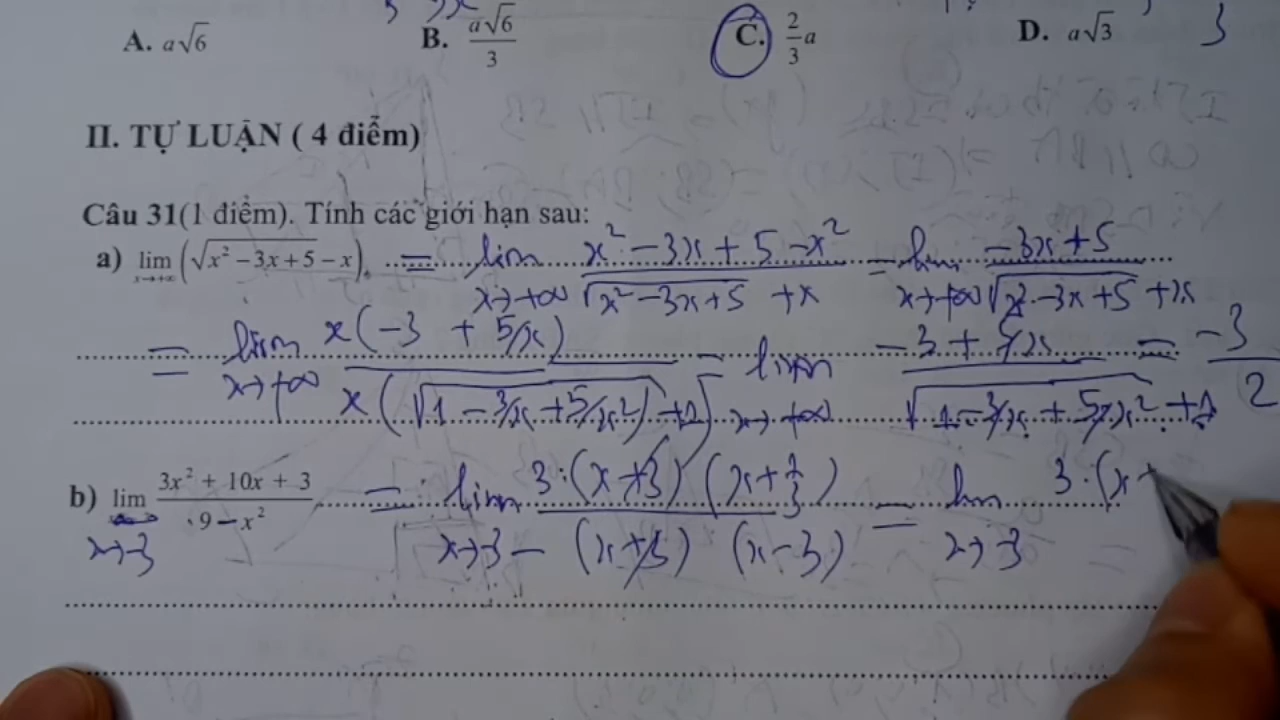 A. a√6 B. a√6/3 C. 2/3 a D. a√3
II. TỰ LUẬN ( 4 điểm)
Câu 31(1 điểm). Tính các giới hạn sau:
a) lim x→+∞ (√(x² − 3x + 5) − x) = lim x→+∞ (x² − 3x + 5 − x²)/(√(x² − 3x + 5) + x) = lim x→+∞ (−3x + 5)/(√(x² − 3x + 5) + x)
= lim x→+∞ x(−3 + 5/x)/x(√(1 − 3/x + 5/x²) + 1) = lim x→+∞ (−3 + 5/x)/(√(1 − 3/x + 5/x²) + 1) = −3/2
b) lim x→−3 (3x² + 10x + 3)/(9 − x²) = lim x→−3 3·(x + 3)(x + 1/3)/−(x + 3)(x − 3) = lim x→−3 3·(x +